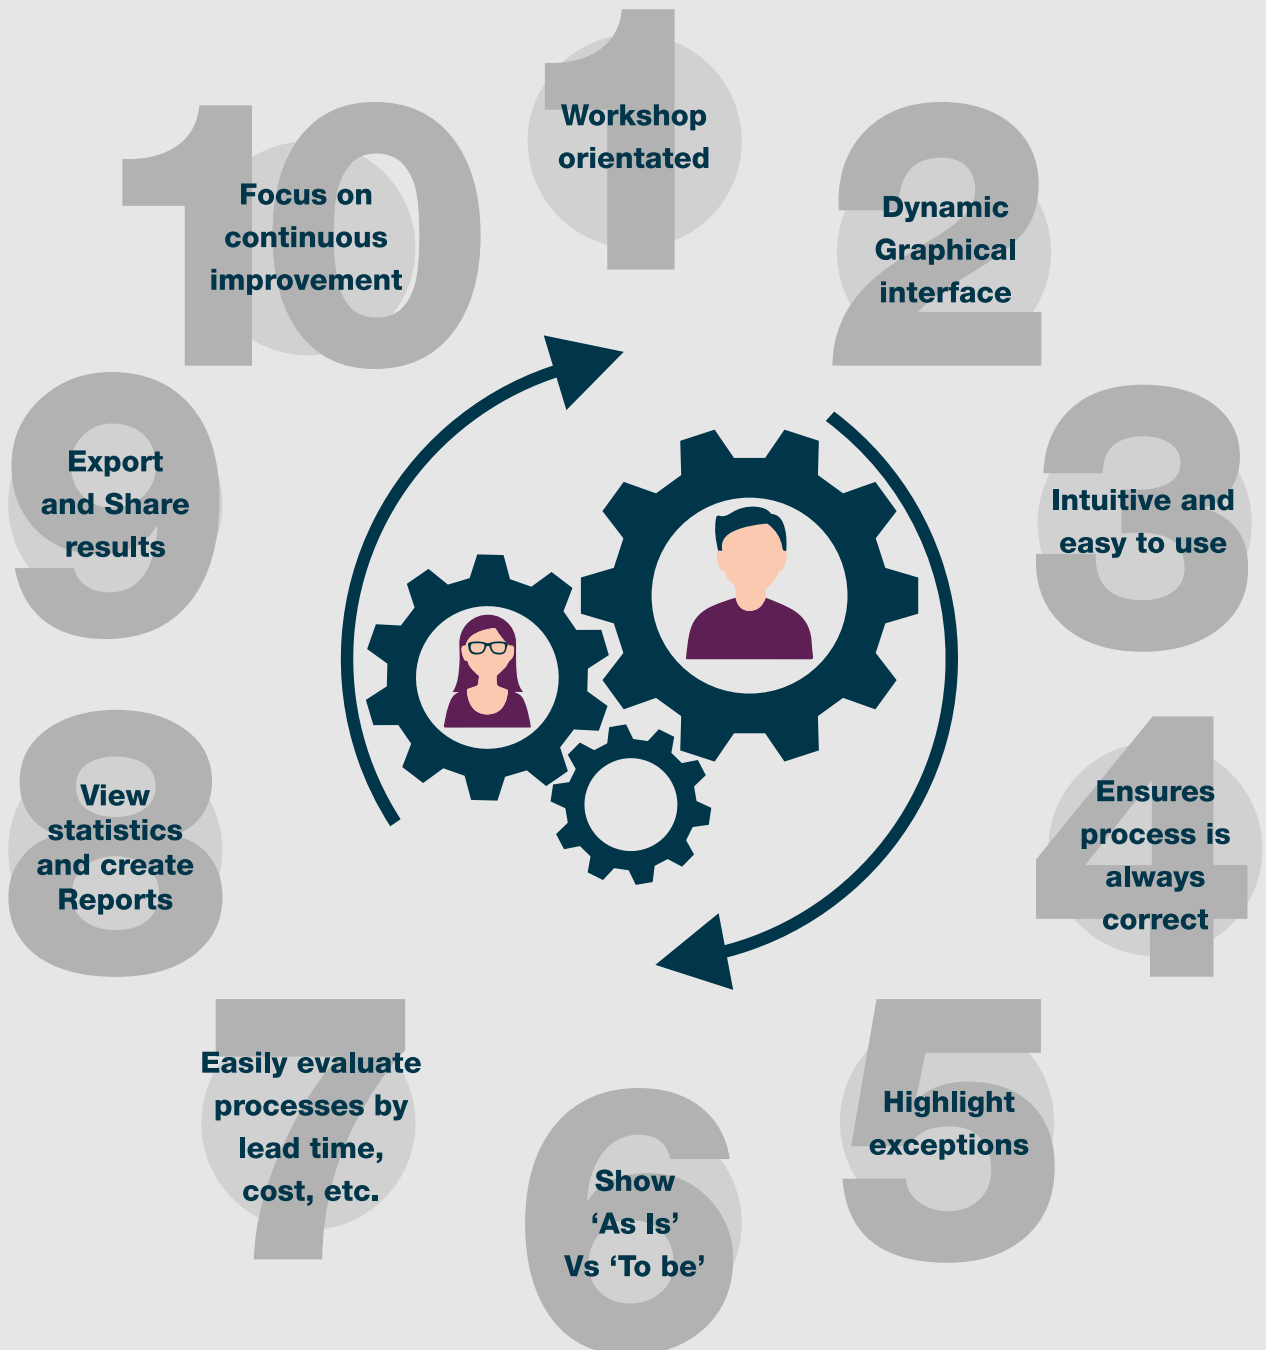 1
Workshop
orientated
2
Dynamic
Graphical
interface
3
Intuitive and
easy to use
4
Ensures
process is
always
correct
5
Highlight
exceptions
6
Show
‘As Is’
Vs ‘To be’
7
Easily evaluate
processes by
lead time,
cost, etc.
8
View
statistics
and create
Reports
9
Export
and Share
results
10
Focus on
continuous
improvement